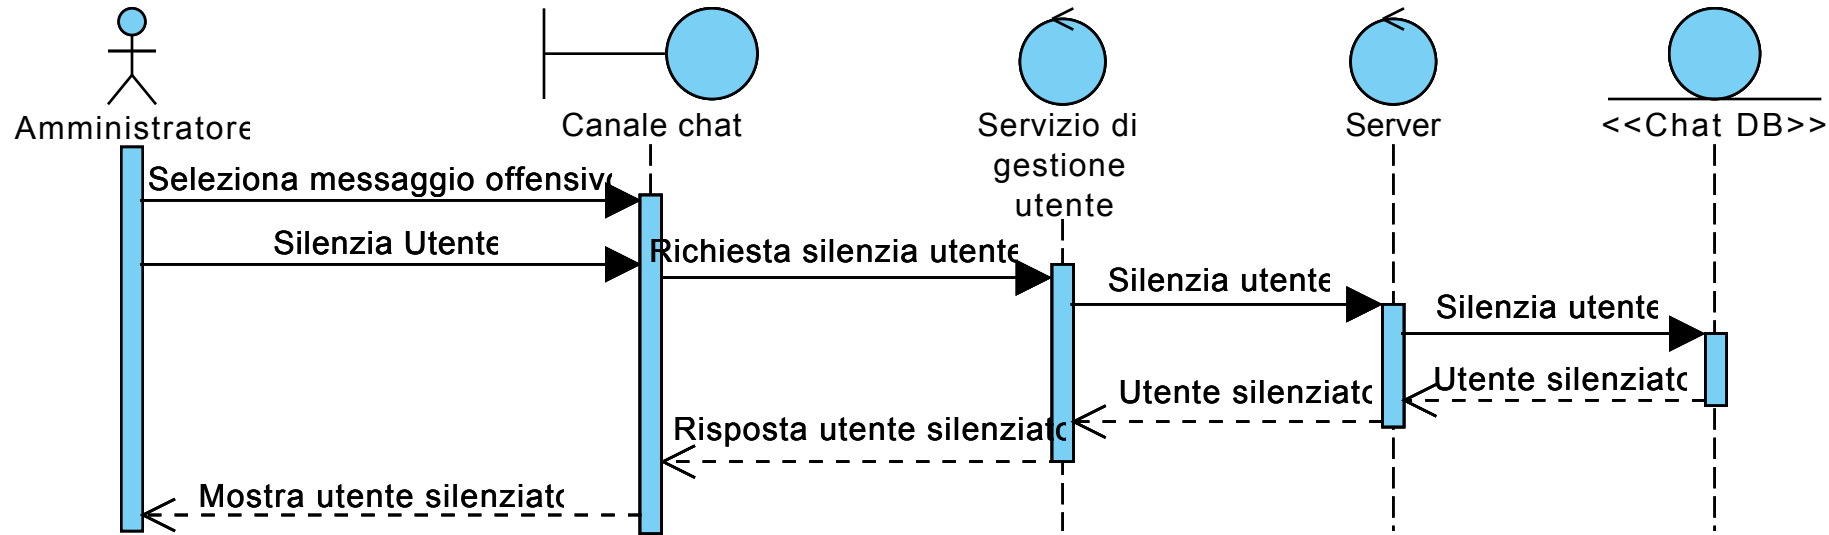 Amministratore
Canale chat
Servizio di
gestione
utente
Server
<<Chat DB>>
Seleziona messaggio offensivo
Silenzia Utente
Richiesta silenzia utente
Silenzia utente
Silenzia utente
Utente silenziato
Utente silenziato
Risposta utente silenziato
Mostra utente silenziato